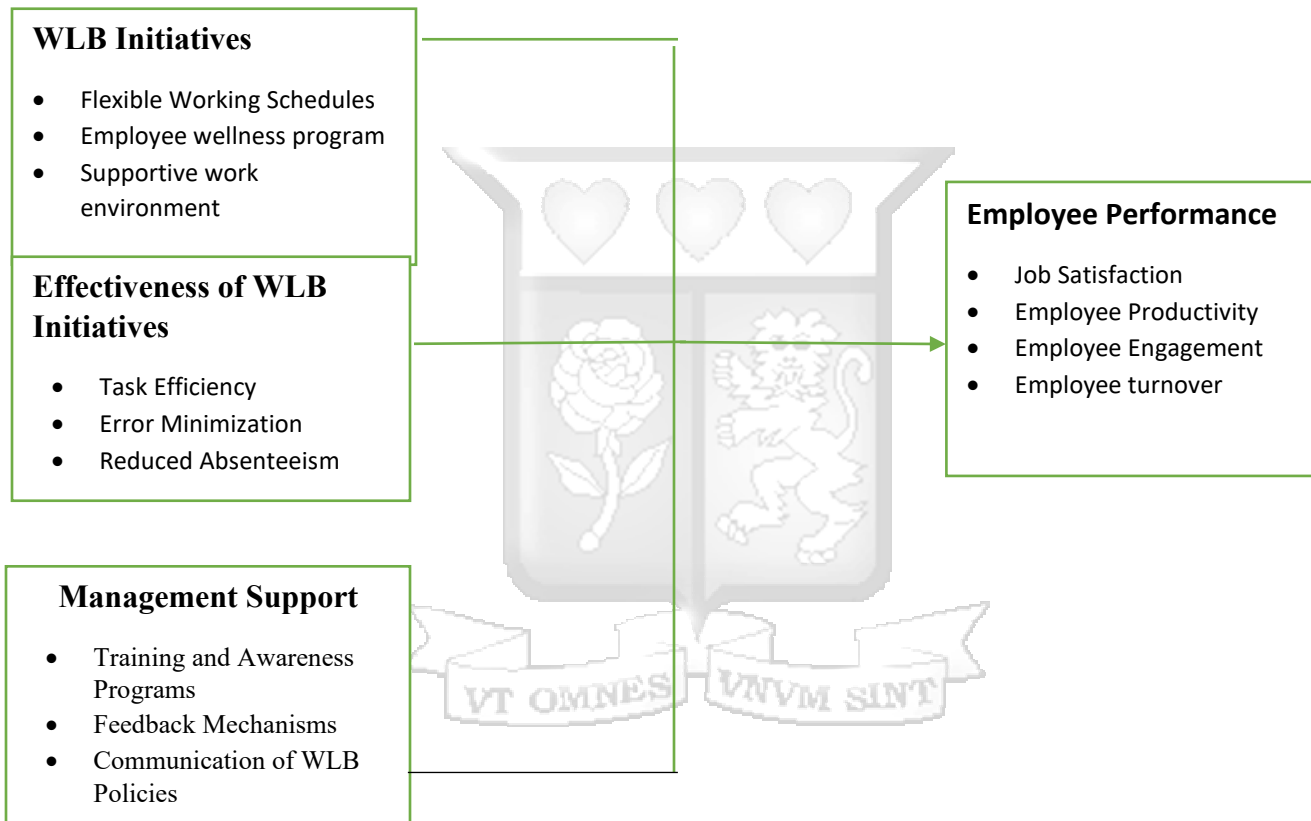 WLB Initiatives
• Flexible Working Schedules
• Employee wellness program
• Supportive work
environment
Effectiveness of WLB
Initiatives
• Task Efficiency
• Error Minimization
• Reduced Absenteeism
Management Support
• Training and Awareness
Programs
• Feedback Mechanisms
• Communication of WLB
Policies
Employee Performance
• Job Satisfaction
• Employee Productivity
• Employee Engagement
• Employee turnover
VT OMNES VNVM SINT